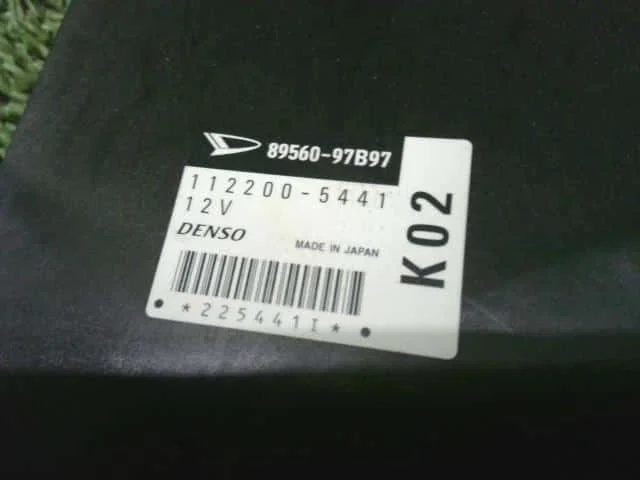 89560-97B97
112200-5441
12V
DENSO
MADE IN JAPAN
K02
*225441I*